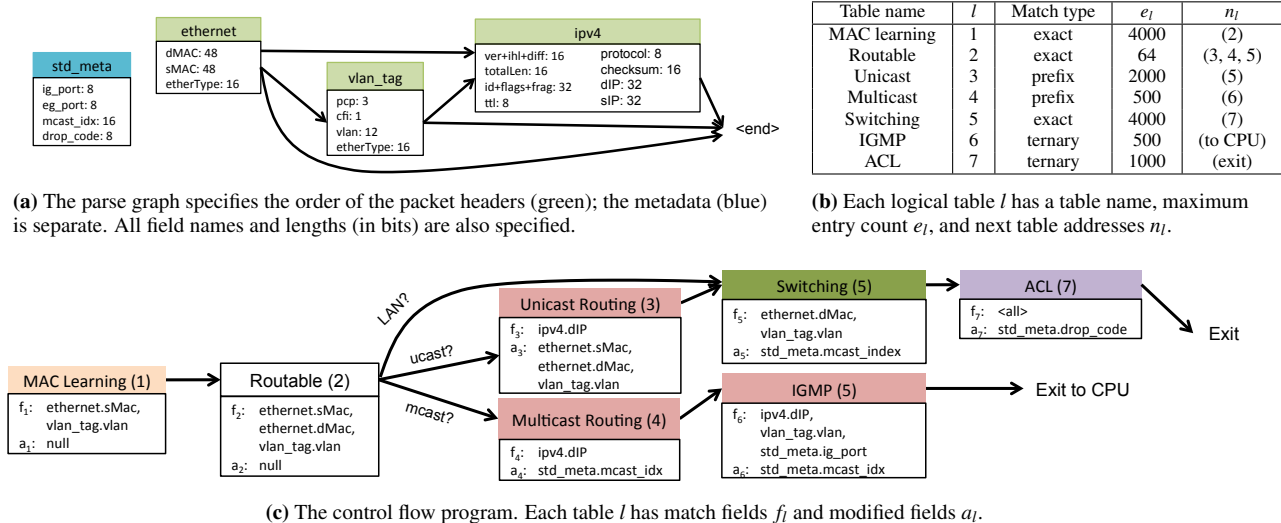 std_meta
ig_port: 8
eg_port: 8
mcast_idx: 16
drop_code: 8
ethernet
dMAC: 48
sMAC: 48
etherType: 16
vlan_tag
pcp: 3
cfi: 1
vlan: 12
etherType: 16
ipv4
ver+ihl+diff: 16
totalLen: 16
id+flags+frag: 32
ttl: 8
protocol: 8
checksum: 16
dIP: 32
sIP: 32
<end>
(a) The parse graph specifies the order of the packet headers (green); the metadata (blue)
is separate. All field names and lengths (in bits) are also specified.
Table name l Match type e_l n_l
MAC learning 1 exact 4000 (2)
Routable 2 exact 64 (3, 4, 5)
Unicast 3 prefix 2000 (5)
Multicast 4 prefix 500 (6)
Switching 5 exact 4000 (7)
IGMP 6 ternary 500 (to CPU)
ACL 7 ternary 1000 (exit)
(b) Each logical table l has a table name, maximum
entry count e_l, and next table addresses n_l.
MAC Learning (1)
f1: ethernet.sMac,
vlan_tag.vlan
a1: null
Routable (2)
f2: ethernet.sMac,
ethernet.dMac,
vlan_tag.vlan
a2: null
LAN?
ucast?
mcast?
Unicast Routing (3)
f3: ipv4.dIP
a3: ethernet.sMac,
ethernet.dMac,
vlan_tag.vlan
Multicast Routing (4)
f4: ipv4.dIP
a4: std_meta.mcast_idx
Switching (5)
f5: ethernet.dMac,
vlan_tag.vlan
a5: std_meta.mcast_index
IGMP (5)
f6: ipv4.dIP,
vlan_tag.vlan,
std_meta.ig_port
a6: std_meta.mcast_idx
ACL (7)
f7: <all>
a7: std_meta.drop_code
Exit
Exit to CPU
(c) The control flow program. Each table l has match fields f_l and modified fields a_l.